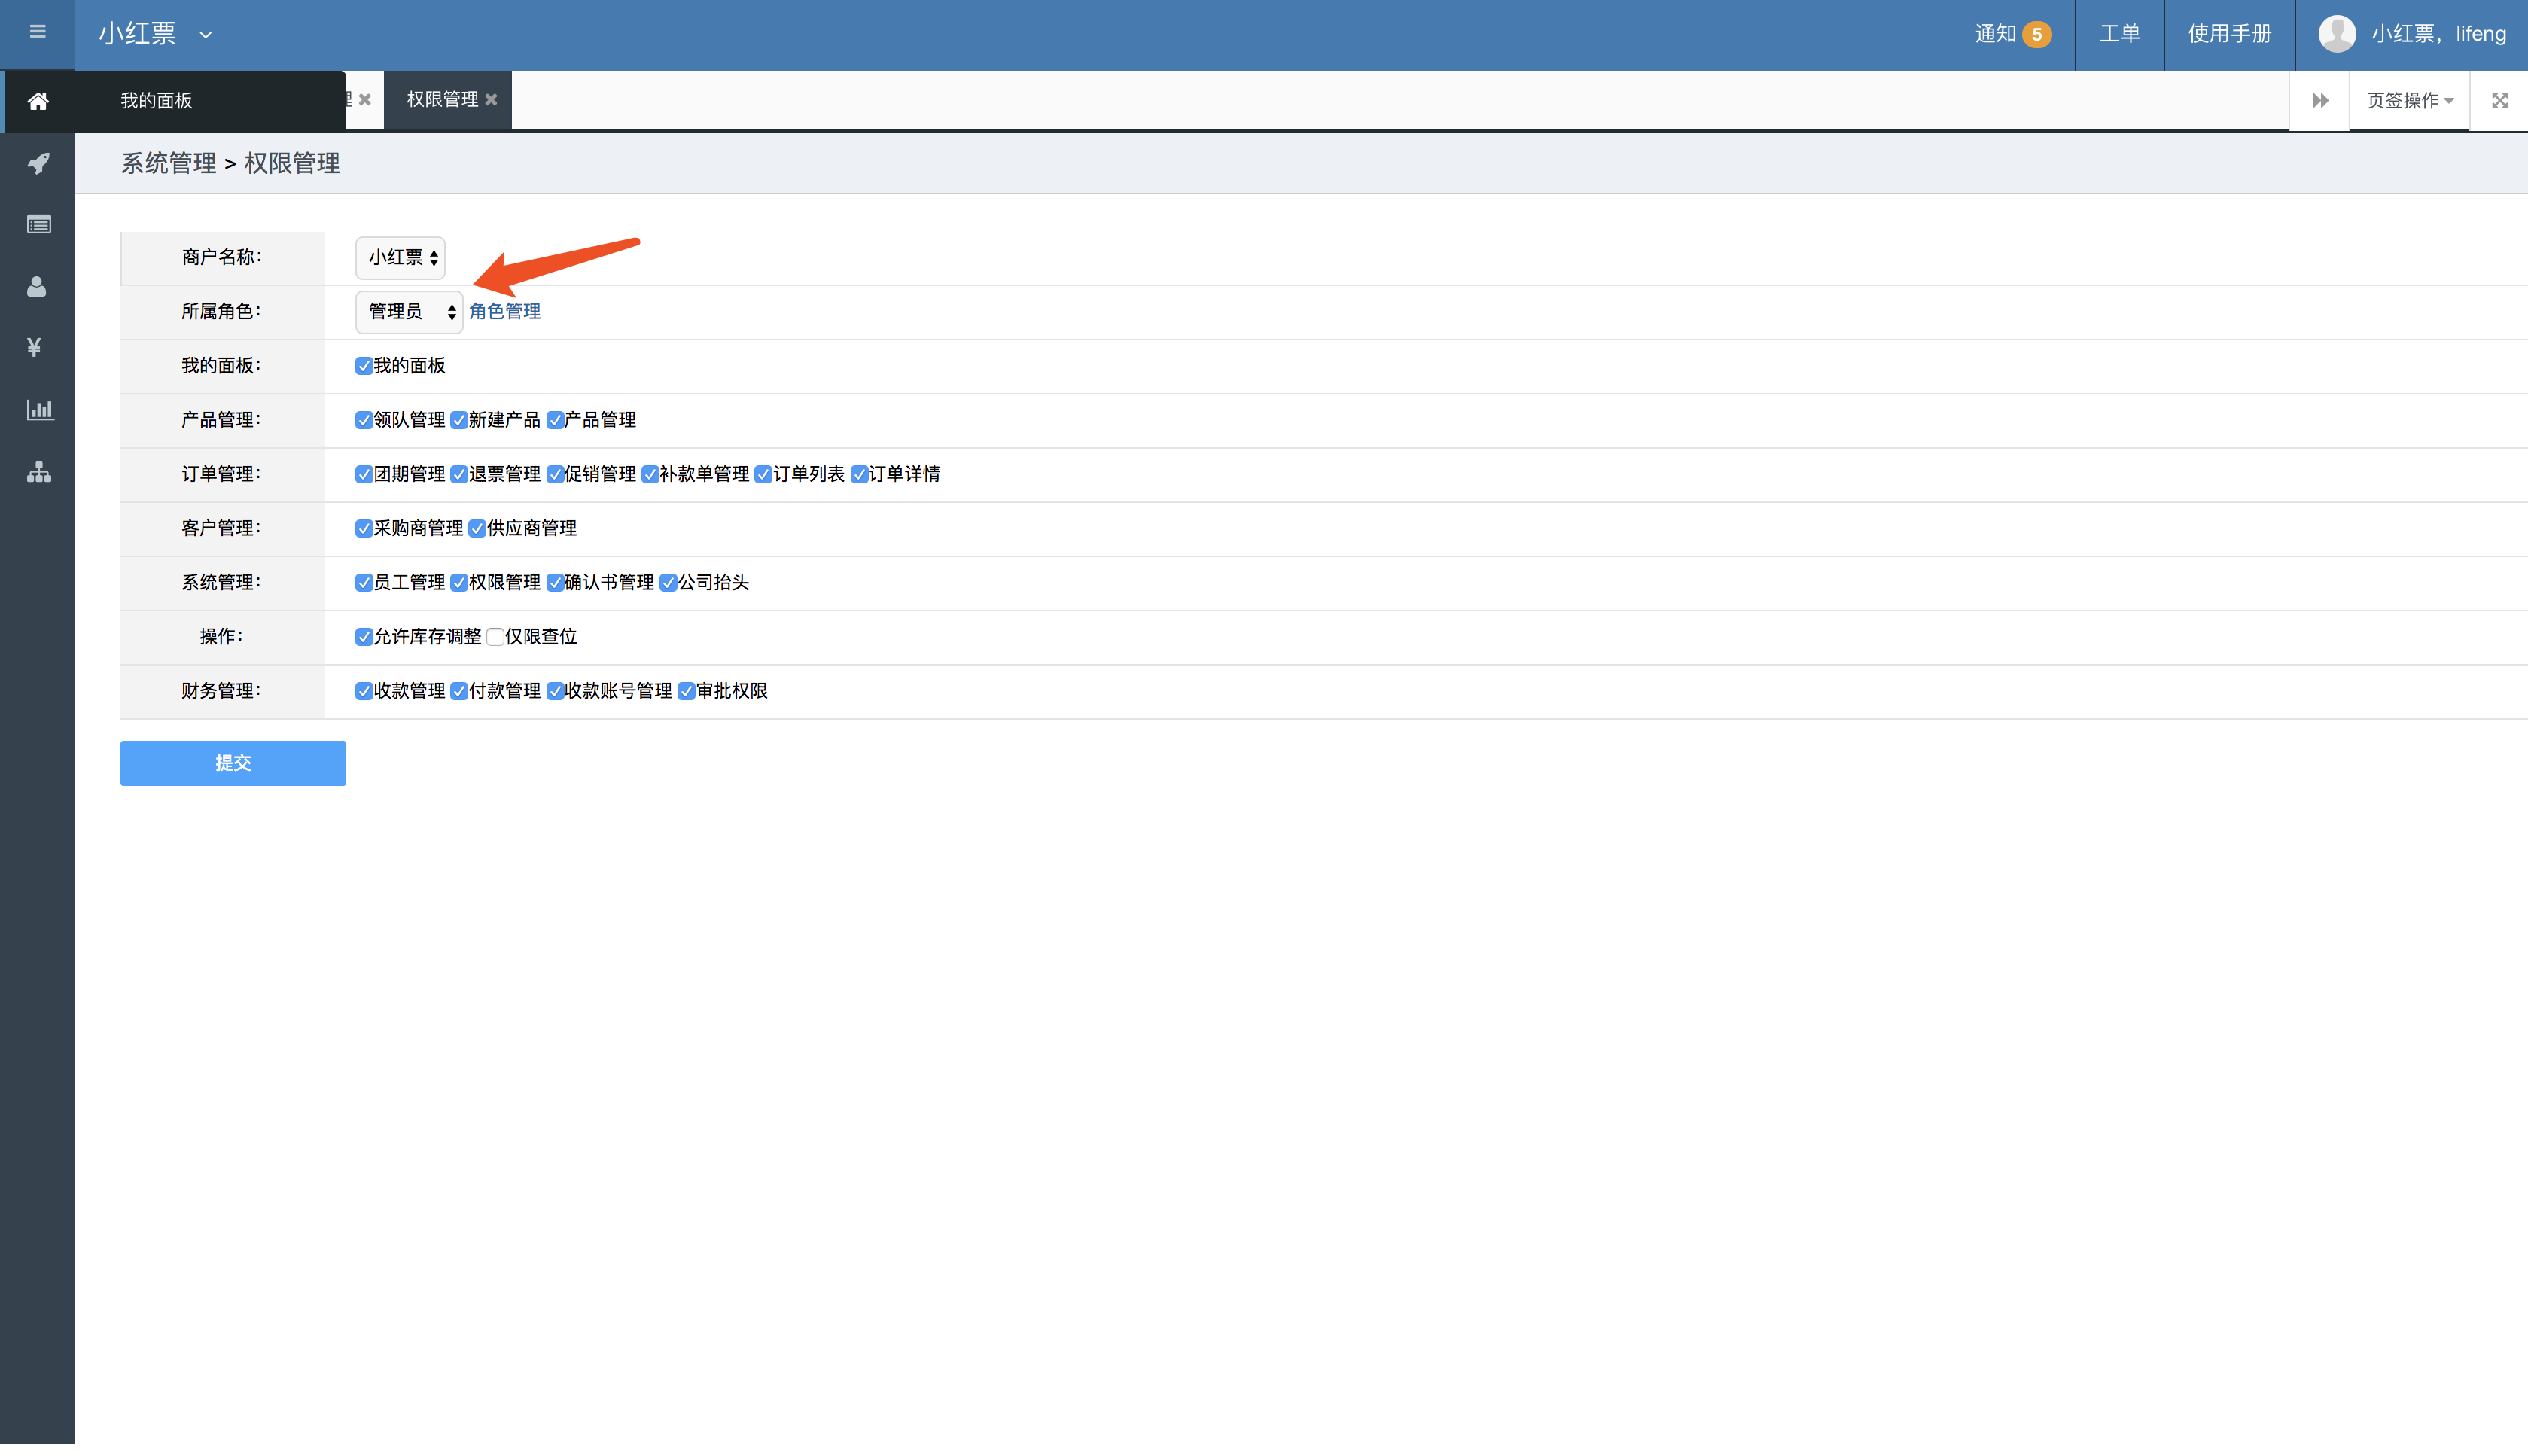 小红票
通知 5 工单 使用手册 小红票，lifeng
我的面板 权限管理 页签操作
系统管理 > 权限管理
商户名称： 小红票
所属角色： 管理员 角色管理
我的面板： 我的面板
产品管理： 领队管理 新建产品 产品管理
订单管理： 团期管理 退票管理 促销管理 补款单管理 订单列表 订单详情
客户管理： 采购商管理 供应商管理
系统管理： 员工管理 权限管理 确认书管理 公司抬头
操作： 允许库存调整 仅限查位
财务管理： 收款管理 付款管理 收款账号管理 审批权限
提交